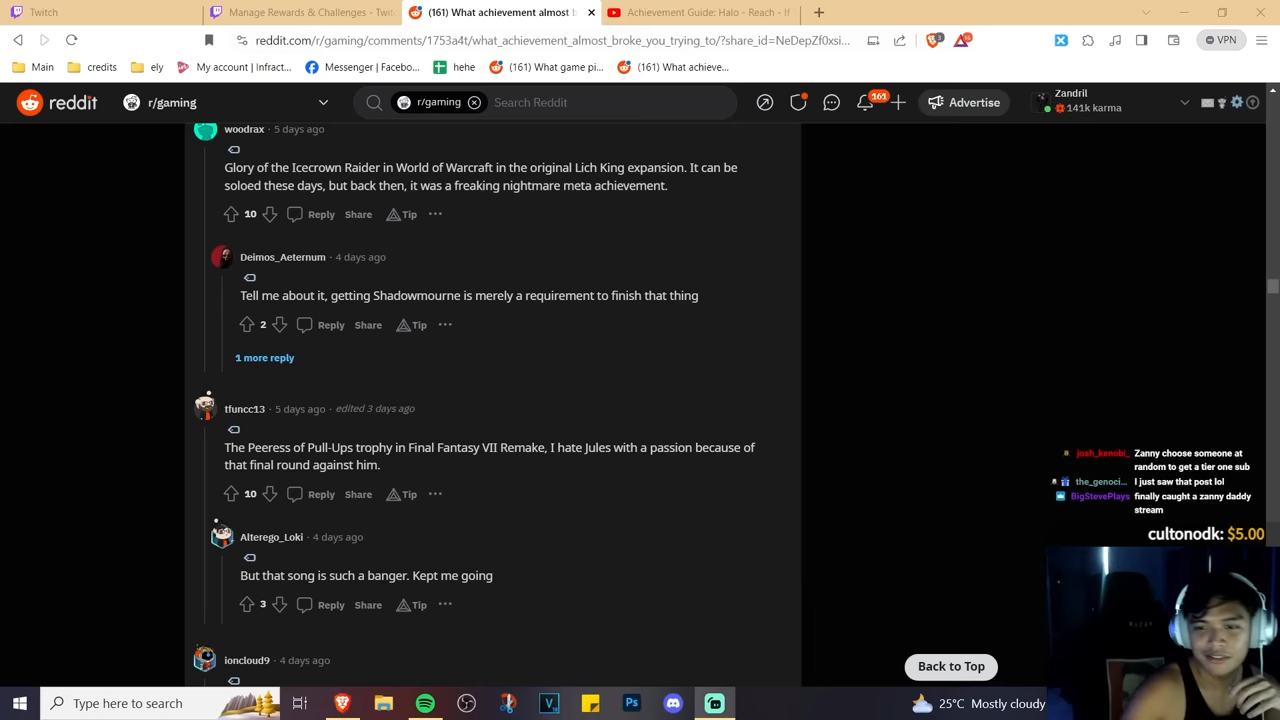 Twitch
Manage Rewards & Challenges - Twit
(161) What achievement almost b
Achievement Guide: Halo - Reach - If
reddit.com/r/gaming/comments/1753a4t/what_achievement_almost_broke_you_trying_to/?share_id=NeDepZf0xsi...
VPN
Main
credits
ely
My account | Infract...
Messenger | Faceboo...
hehe
(161) What game pi...
(161) What achieve...
reddit
r/gaming
r/gaming
Search Reddit
161
Advertise
Zandril
141k karma
woodrax · 5 days ago
Glory of the Icecrown Raider in World of Warcraft in the original Lich King expansion. It can be
soloed these days, but back then, it was a freaking nightmare meta achievement.
10 Reply Share Tip
Deimos_Aeternum · 4 days ago
Tell me about it, getting Shadowmourne is merely a requirement to finish that thing
2 Reply Share Tip
1 more reply
tfuncc13 · 5 days ago · edited 3 days ago
The Peeress of Pull-Ups trophy in Final Fantasy VII Remake, I hate Jules with a passion because of
that final round against him.
10 Reply Share Tip
Alterego_Loki · 4 days ago
But that song is such a banger. Kept me going
3 Reply Share Tip
ioncloud9 · 4 days ago
josh_kenobi_ Zanny choose someone at
random to get a tier one sub
the_genoci... I just saw that post lol
BigStevePlays finally caught a zanny daddy
stream
cultonodk: $5.00
Back to Top
Type here to search
25°C Mostly cloudy